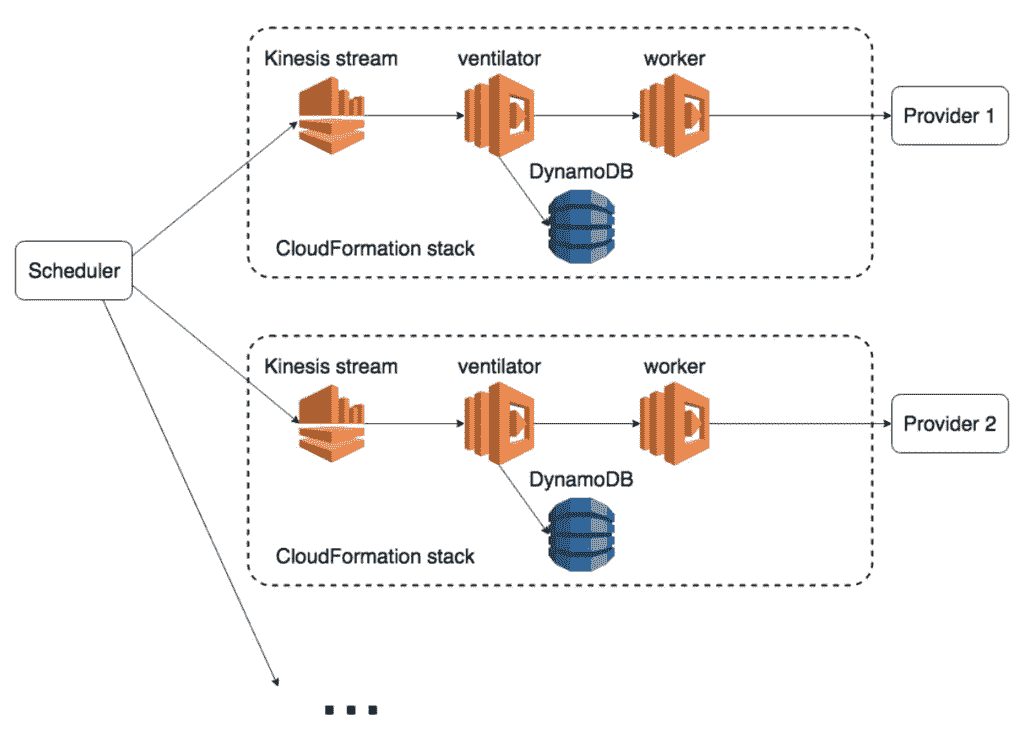 Kinesis stream
ventilator
worker
Provider 1
DynamoDB
CloudFormation stack
Scheduler
Kinesis stream
ventilator
worker
Provider 2
DynamoDB
CloudFormation stack
...